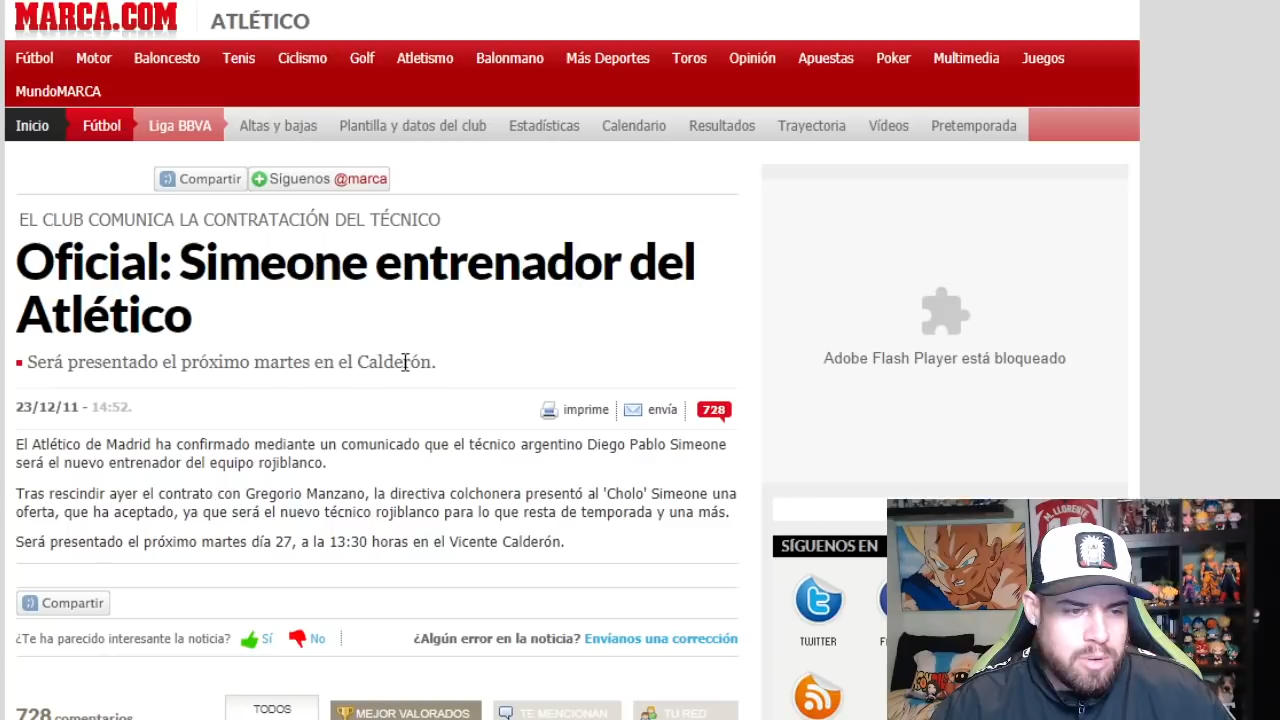 MARCA.COM
ATLÉTICO
Fútbol Motor Baloncesto Tenis Ciclismo Golf Atletismo Balonmano Más Deportes Toros Opinión Apuestas Poker Multimedia Juegos
MundoMARCA
Inicio Fútbol Liga BBVA Altas y bajas Plantilla y datos del club Estadísticas Calendario Resultados Trayectoria Vídeos Pretemporada
Compartir Síguenos @marca
EL CLUB COMUNICA LA CONTRATACIÓN DEL TÉCNICO
Oficial: Simeone entrenador del
Atlético
Será presentado el próximo martes en el Calderón.
23/12/11 - 14:52.
imprime envía 728
El Atlético de Madrid ha confirmado mediante un comunicado que el técnico argentino Diego Pablo Simeone
será el nuevo entrenador del equipo rojiblanco.
Tras rescindir ayer el contrato con Gregorio Manzano, la directiva colchonera presentó al 'Cholo' Simeone una
oferta, que ha aceptado, ya que será el nuevo técnico rojiblanco para lo que resta de temporada y una más.
Será presentado el próximo martes día 27, a la 13:30 horas en el Vicente Calderón.
Compartir
¿Te ha parecido interesante la noticia? Sí No
¿Algún error en la noticia? Envíanos una corrección
728 comentarios
TODOS
MEJOR VALORADOS
TE MENCIONAN
TU RED
Adobe Flash Player está bloqueado
SÍGUENOS EN
TWITTER
M. LLORENTE